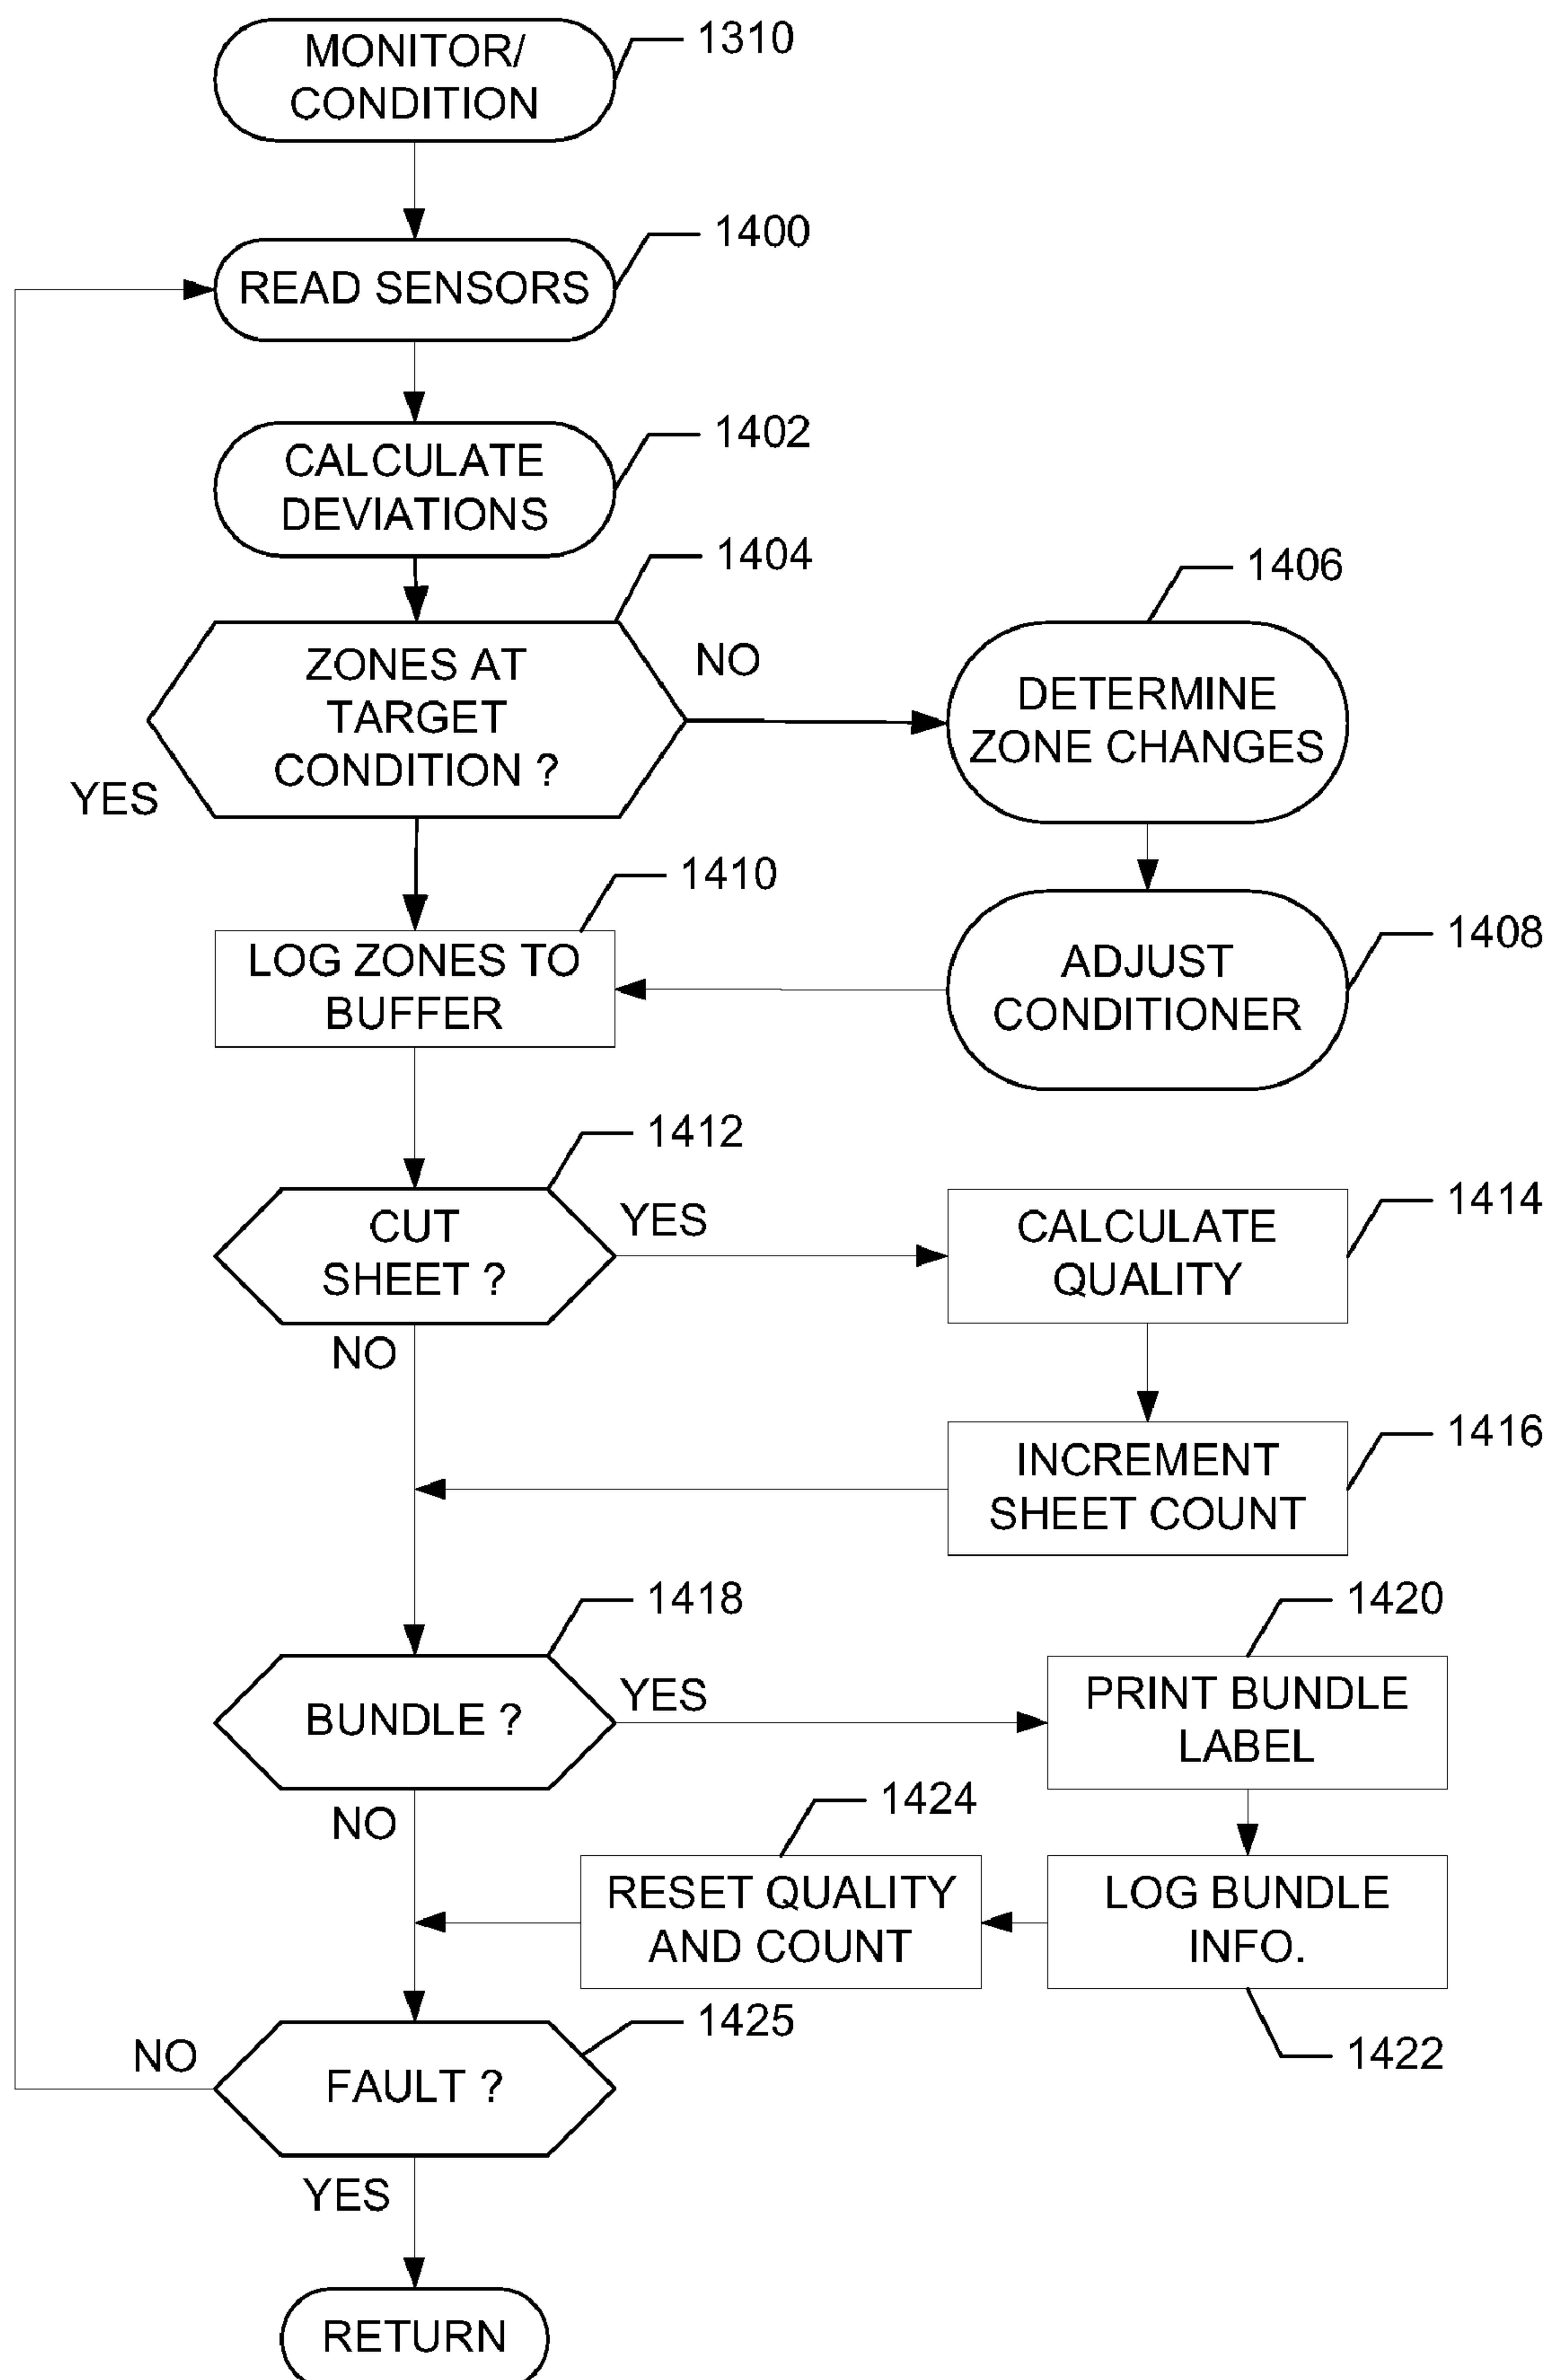 MONITOR/
CONDITION
1310
READ SENSORS
1400
CALCULATE
DEVIATIONS
1402
ZONES AT
TARGET
CONDITION ?
1404
NO
YES
DETERMINE
ZONE CHANGES
1406
ADJUST
CONDITIONER
1408
LOG ZONES TO
BUFFER
1410
CUT
SHEET ?
1412
YES
NO
CALCULATE
QUALITY
1414
INCREMENT
SHEET COUNT
1416
BUNDLE ?
1418
YES
NO
PRINT BUNDLE
LABEL
1420
LOG BUNDLE
INFO.
1422
RESET QUALITY
AND COUNT
1424
FAULT ?
1425
NO
YES
RETURN